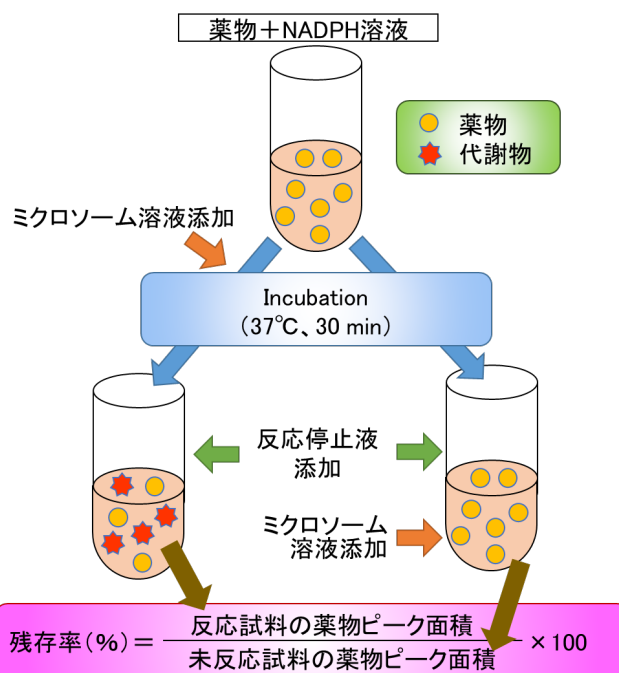 薬物＋NADPH溶液
薬物
代謝物
ミクロソーム溶液添加
Incubation
（37℃、30 min）
反応停止液
添加
ミクロソーム
溶液添加
残存率（%）＝ 反応試料の薬物ピーク面積
未反応試料の薬物ピーク面積 ×100